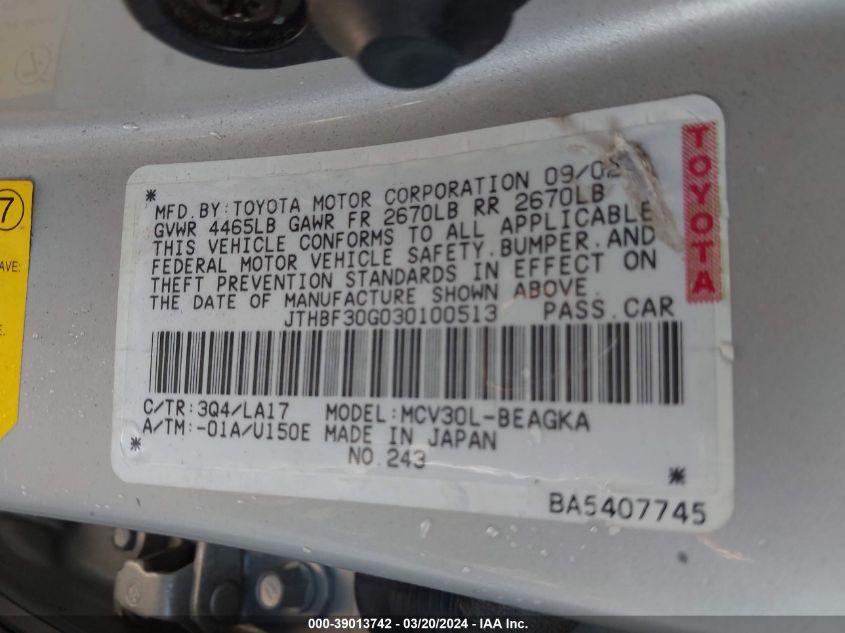 7
AVE:
E.
TOYOTA
MFD. BY: TOYOTA MOTOR CORPORATION 09/02
GVWR 4465LB GAWR FR 2670LB RR 2670LB
THIS VEHICLE CONFORMS TO ALL APPLICABLE
FEDERAL MOTOR VEHICLE SAFETY, BUMPER, AND
THEFT PREVENTION STANDARDS IN EFFECT ON
THE DATE OF MANUFACTURE SHOWN ABOVE.
JTHBF30G030100513 PASS. CAR
C/TR: 3Q4/LA17 MODEL: MCV30L-BEAGKA
A/TM: -01A/U150E MADE IN JAPAN
NO. 243
BA5407745
000-39013742 - 03/20/2024 - IAA, Inc.